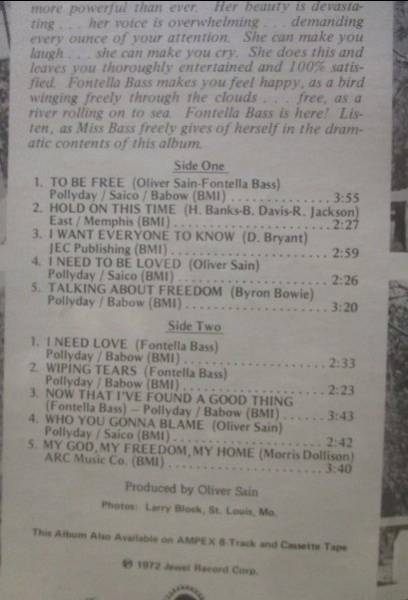 more powerful than ever. Her beauty is devasta-
ting . . . her voice is overwhelming . . . demanding
every ounce of your attention. She can make you
laugh . . . she can make you cry. She does this and
leaves you thoroughly entertained and 100% satis-
fied. Fontella Bass makes you feel happy, as a bird
winging freely through the clouds . . . free, as a
river rolling on to sea. Fontella Bass is here! Lis-
ten, as Miss Bass freely gives of herself in the dram-
atic contents of this album.
Side One
1. TO BE FREE (Oliver Sain-Fontella Bass)
Pollyday / Saico / Babow (BMI) . . . . . . . . . . . . . . 3:55
2. HOLD ON THIS TIME (H. Banks-B. Davis-R. Jackson)
East / Memphis (BMI) . . . . . . . . . . . . . . . . . . . . 2:27
3. I WANT EVERYONE TO KNOW (D. Bryant)
JEC Publishing (BMI) . . . . . . . . . . . . . . . . . . . . 2:59
4. I NEED TO BE LOVED (Oliver Sain)
Pollyday / Saico (BMI) . . . . . . . . . . . . . . . . . . . 2:26
5. TALKING ABOUT FREEDOM (Byron Bowie)
Pollyday / Babow (BMI) . . . . . . . . . . . . . . . . . . 3:20
Side Two
1. I NEED LOVE (Fontella Bass)
Pollyday / Babow (BMI) . . . . . . . . . . . . . . . . . . 2:33
2. WIPING TEARS (Fontella Bass)
Pollyday / Babow (BMI) . . . . . . . . . . . . . . . . . . 2:23
3. NOW THAT I'VE FOUND A GOOD THING
(Fontella Bass) – Pollyday / Babow (BMI) . . . . . . 3:43
4. WHO YOU GONNA BLAME (Oliver Sain)
Pollyday / Saico (BMI) . . . . . . . . . . . . . . . . . . . 2:42
5. MY GOD, MY FREEDOM, MY HOME (Morris Dollison)
ARC Music Co. (BMI) . . . . . . . . . . . . . . . . . . . . 3:40
Produced by Oliver Sain
Photos: Larry Block, St. Louis, Mo.
This Album Also Available on AMPEX 8-Track and Cassette Tape
℗ 1972 Jewel Record Corp.